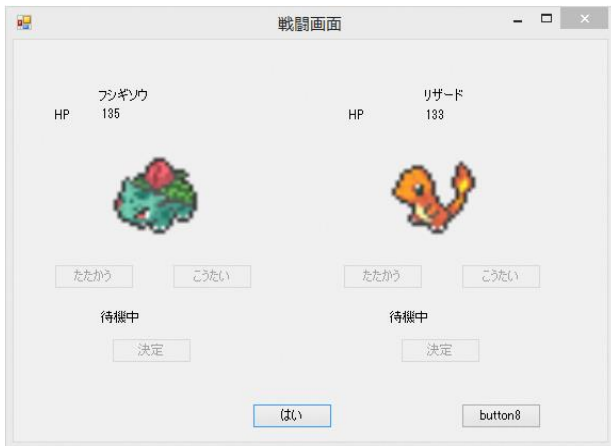 戦闘画面
フシギソウ リザード
HP 135 HP 133
たたかう こうたい たたかう こうたい
待機中 待機中
決定 決定
はい button8